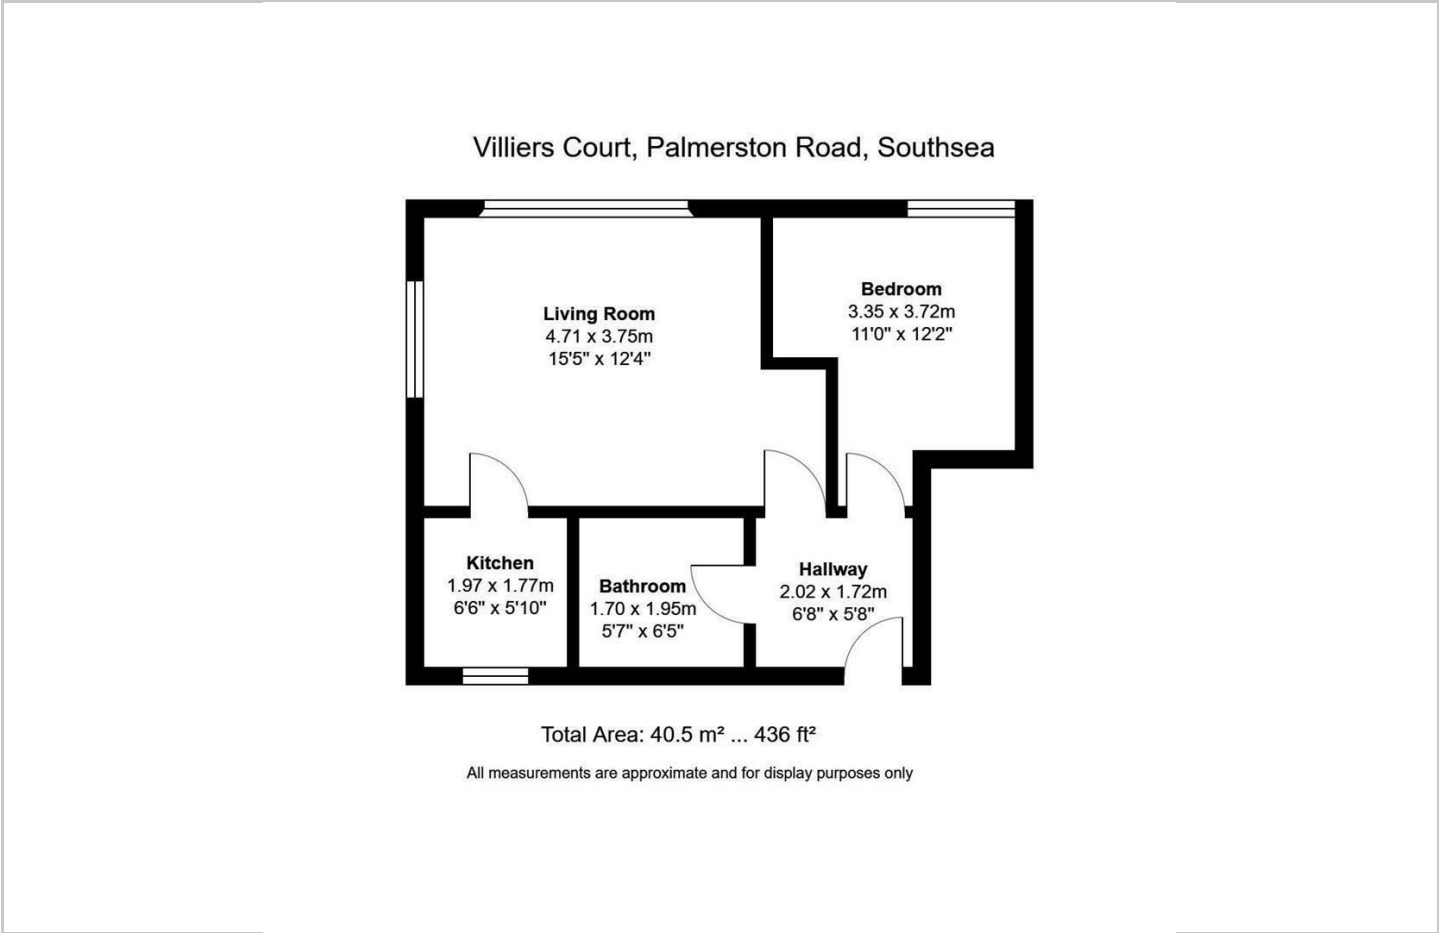 Villiers Court, Palmerston Road, Southsea
Living Room
4.71 x 3.75m
15'5" x 12'4"
Bedroom
3.35 x 3.72m
11'0" x 12'2"
Kitchen
1.97 x 1.77m
6'6" x 5'10"
Bathroom
1.70 x 1.95m
5'7" x 6'5"
Hallway
2.02 x 1.72m
6'8" x 5'8"
Total Area: 40.5 m² ... 436 ft²
All measurements are approximate and for display purposes only